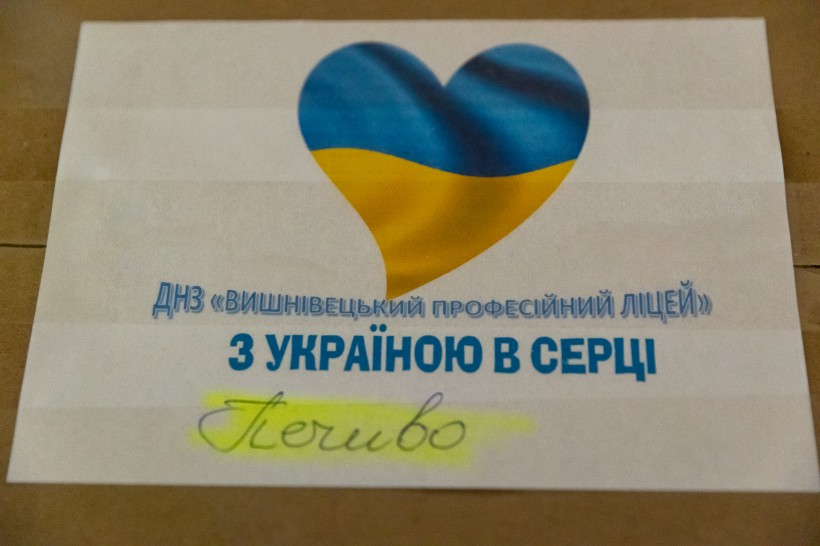 ДНЗ «ВИШНІВЕЦЬКИЙ ПРОФЕСІЙНИЙ ЛІЦЕЙ»
З УКРАЇНОЮ В СЕРЦІ
Печиво